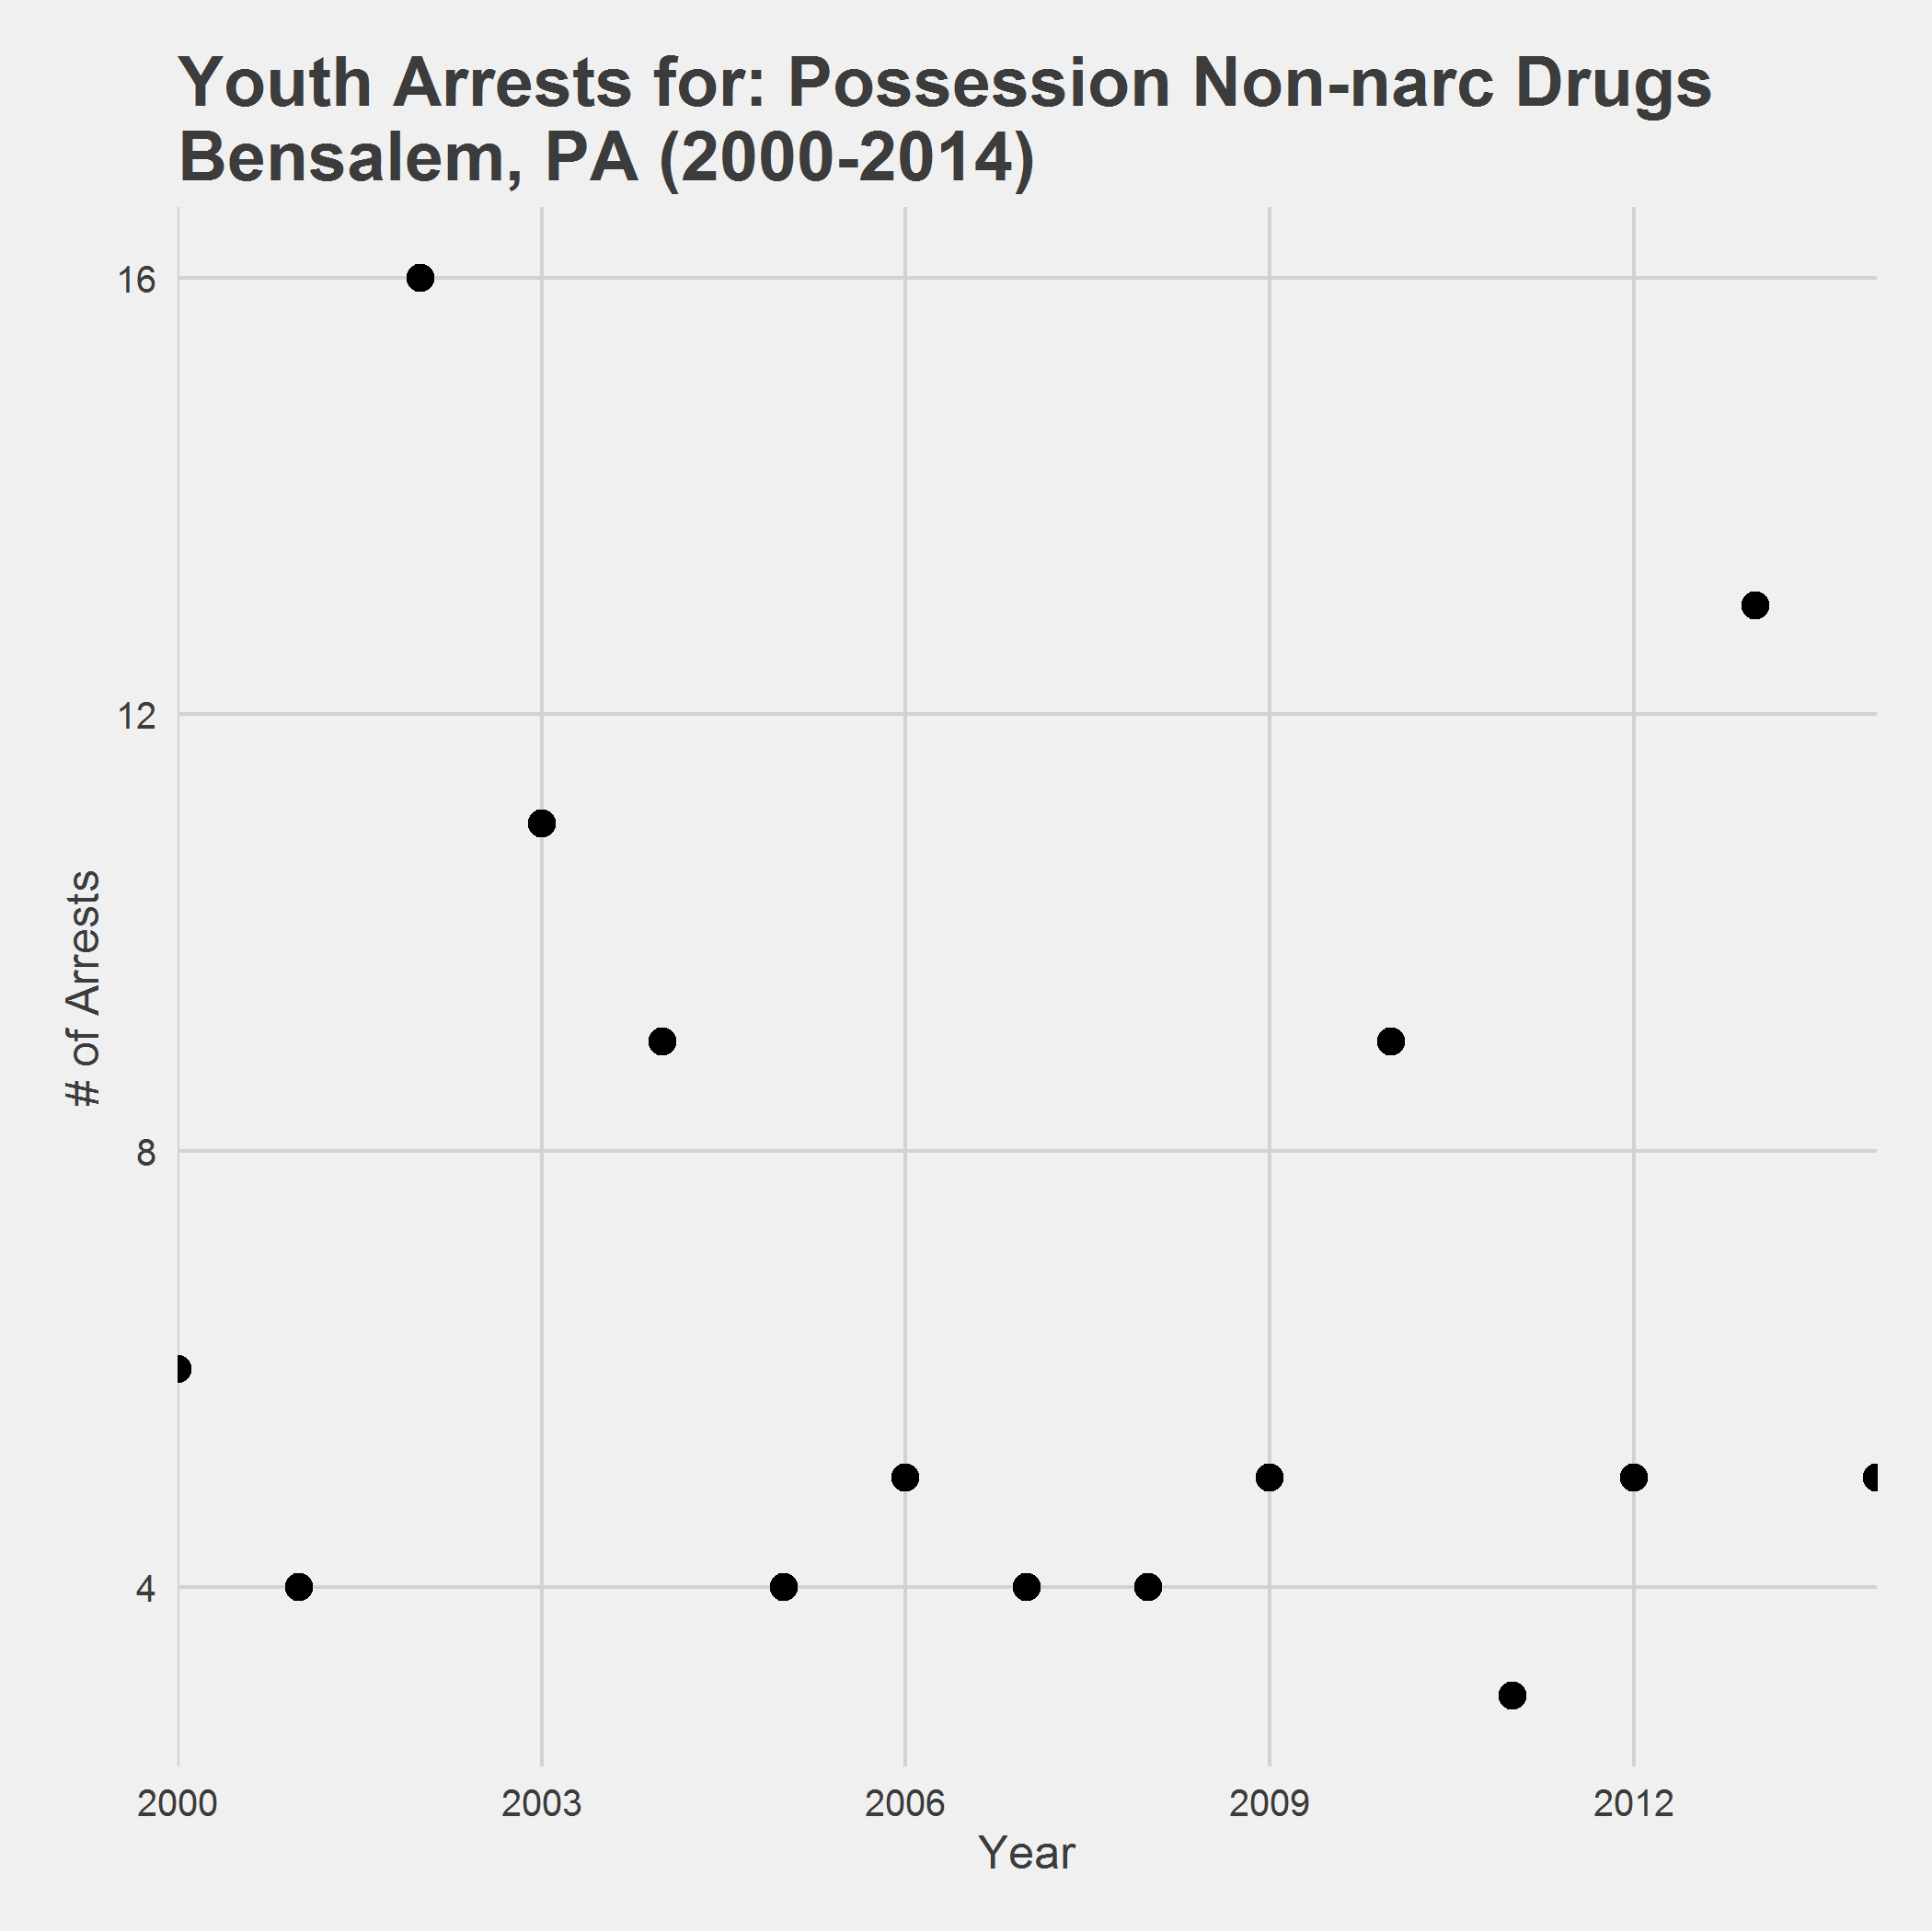 Youth Arrests for: Possession Non-narc Drugs
Bensalem, PA (2000-2014)
16
12
8
4
# of Arrests
2000 2003 2006 2009 2012
Year